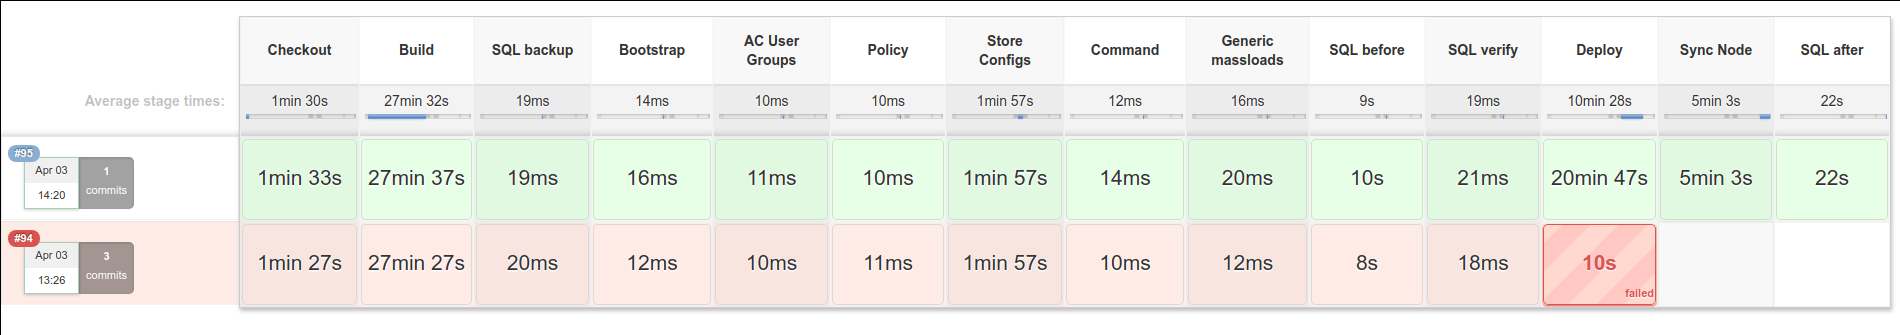 Checkout Build SQL backup Bootstrap AC User Groups Policy Store Configs Command Generic massloads SQL before SQL verify Deploy Sync Node SQL after
Average stage times: 1min 30s 27min 32s 19ms 14ms 10ms 10ms 1min 57s 12ms 16ms 9s 19ms 10min 28s 5min 3s 22s
#95
Apr 03 1
14:20 commits
1min 33s 27min 37s 19ms 16ms 11ms 10ms 1min 57s 14ms 20ms 10s 21ms 20min 47s 5min 3s 22s
#94
Apr 03 3
13:26 commits
1min 27s 27min 27s 20ms 12ms 10ms 11ms 1min 57s 10ms 12ms 8s 18ms 10s
failed